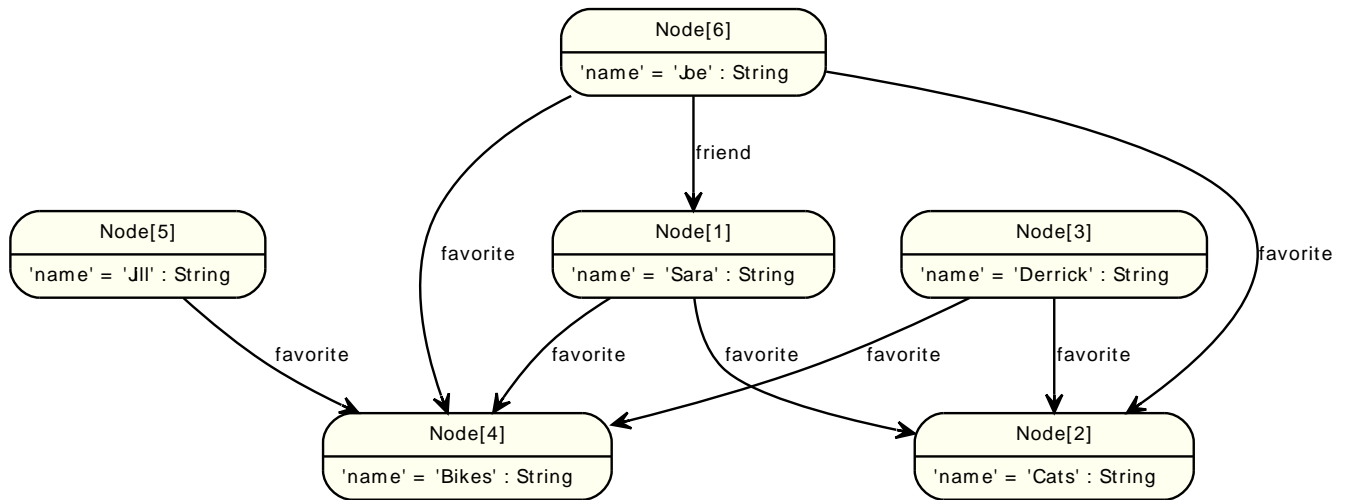 Node[6]
'name' = 'Joe' : String
friend
Node[5]
'name' = 'Jill' : String
favorite
Node[1]
'name' = 'Sara' : String
Node[3]
'name' = 'Derrick' : String
favorite
favorite
favorite
favorite
favorite
favorite
Node[4]
'name' = 'Bikes' : String
Node[2]
'name' = 'Cats' : String